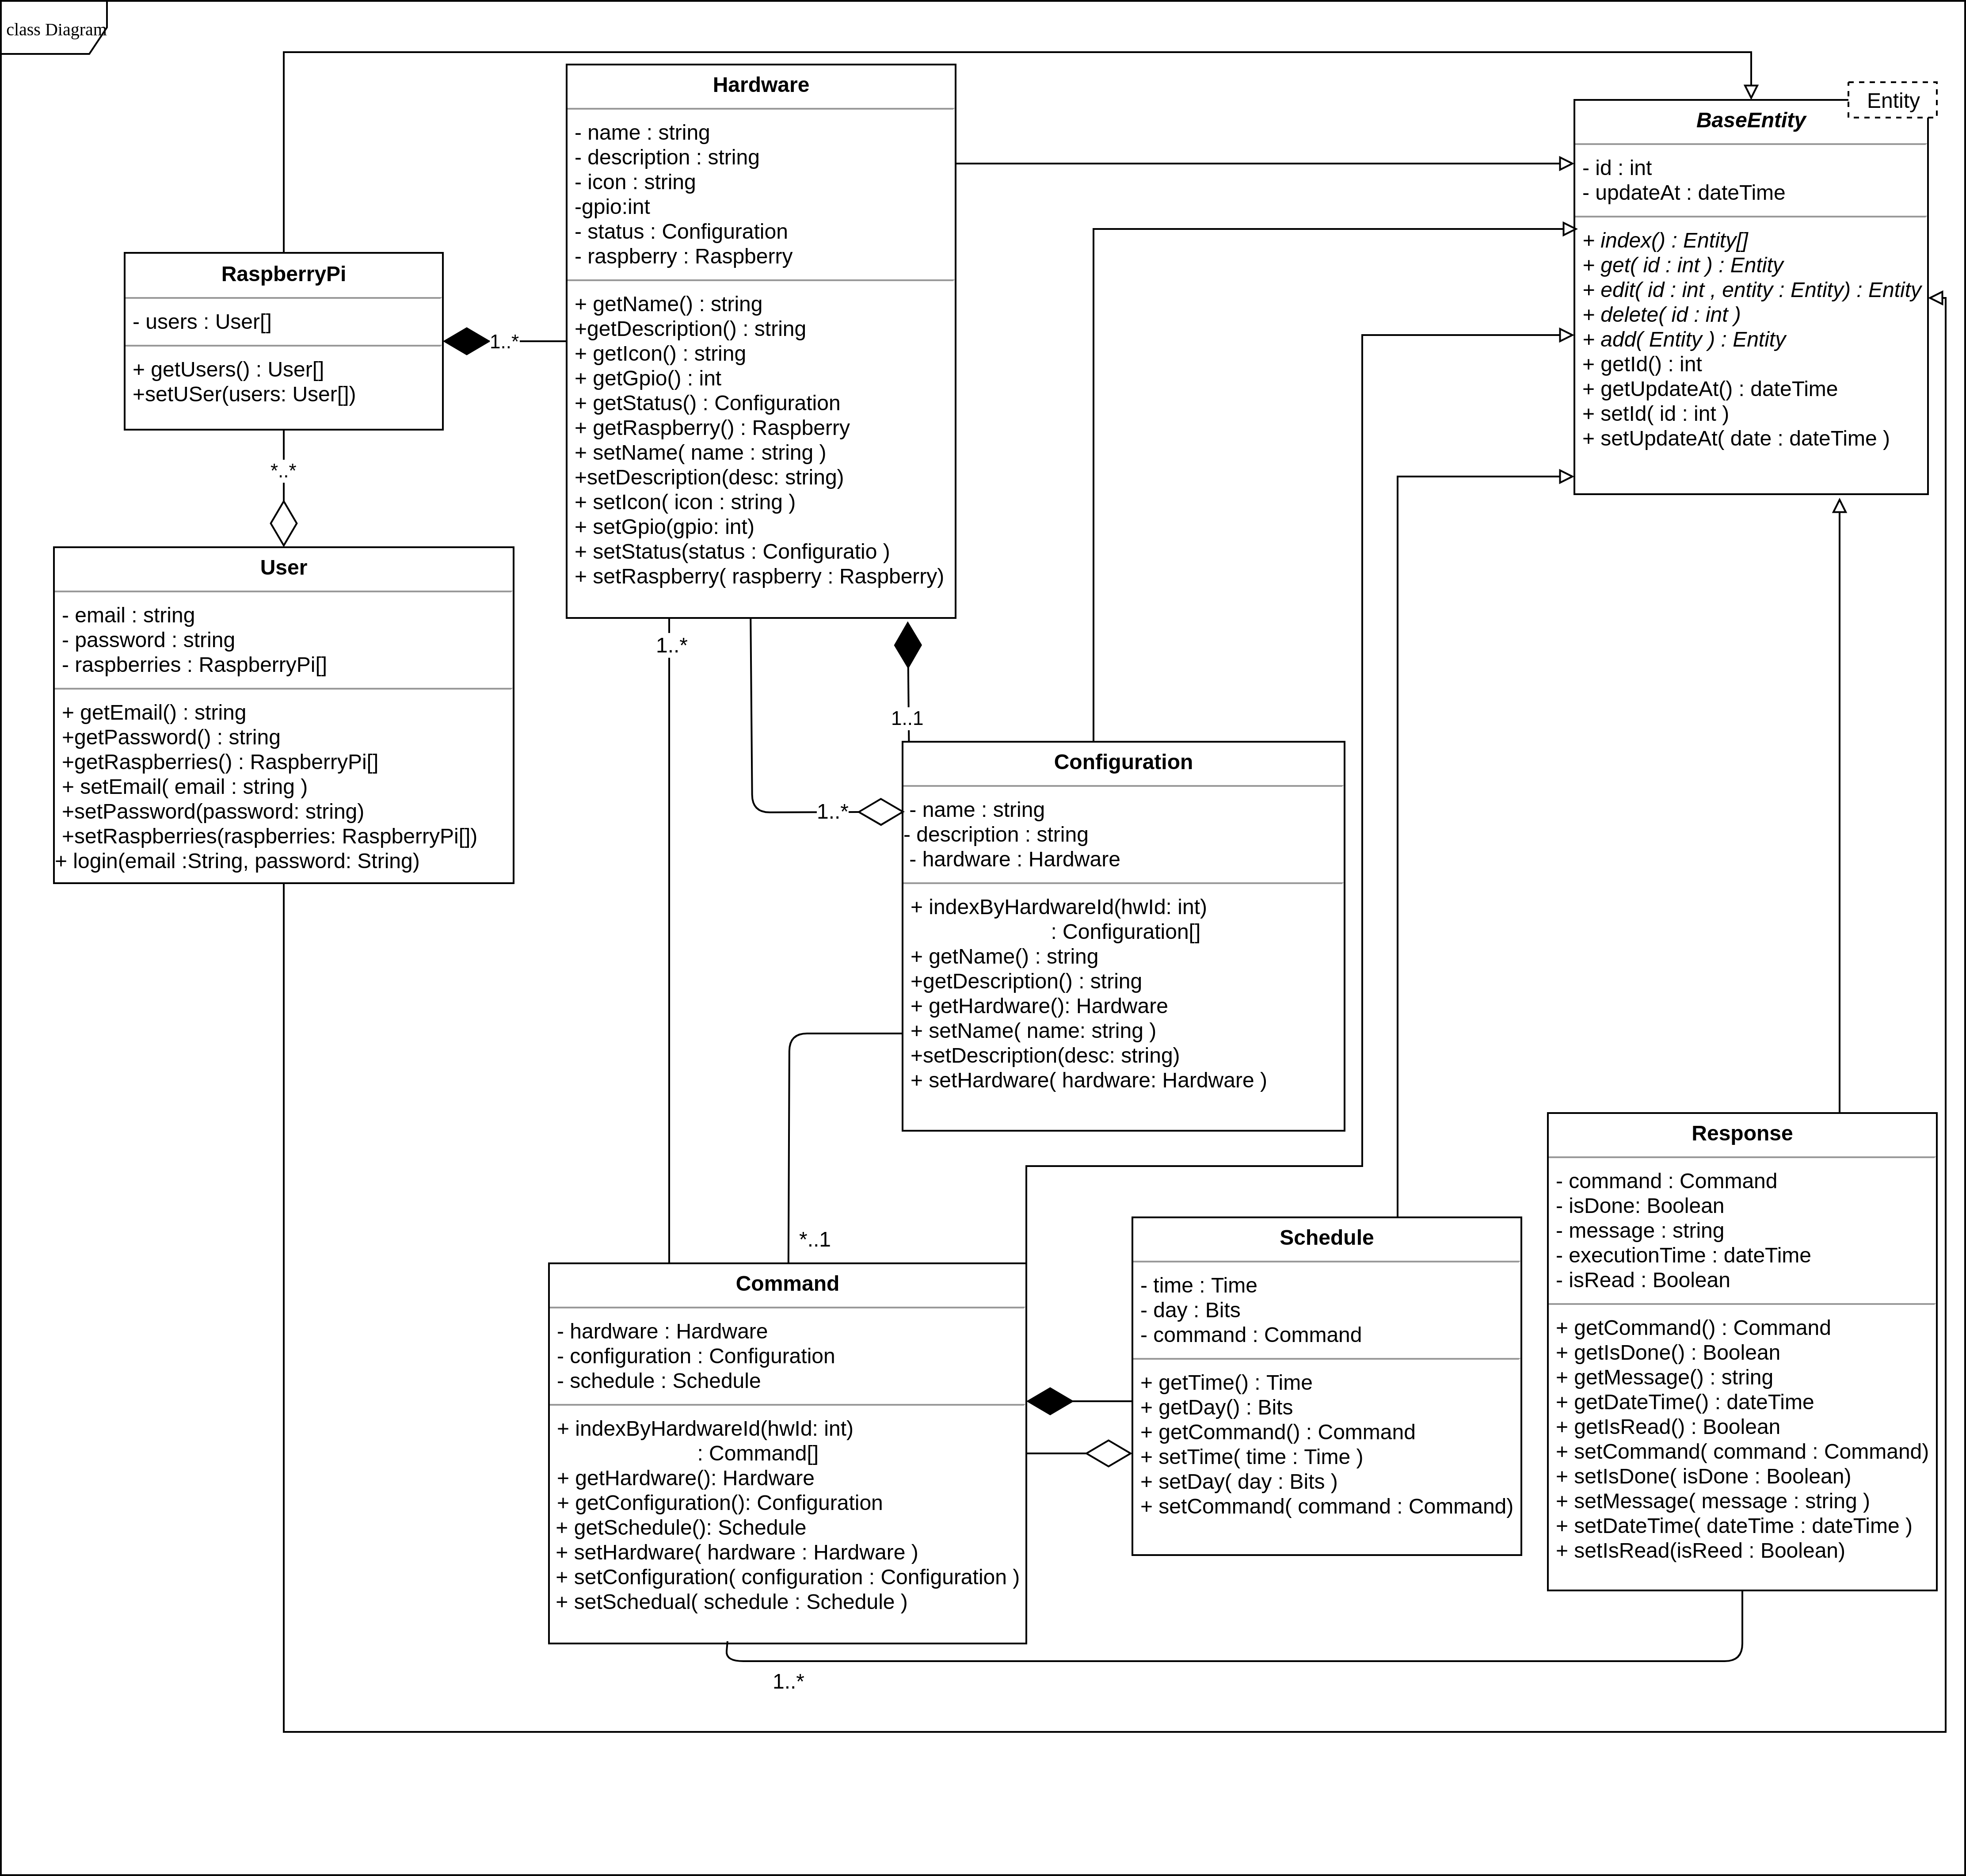 class Diagram
Hardware
- name : string
- description : string
- icon : string
-gpio:int
- status : Configuration
- raspberry : Raspberry
+ getName() : string
+getDescription() : string
+ getIcon() : string
+ getGpio() : int
+ getStatus() : Configuration
+ getRaspberry() : Raspberry
+ setName( name : string )
+setDescription(desc: string)
+ setIcon( icon : string )
+ setGpio(gpio: int)
+ setStatus(status : Configuratio )
+ setRaspberry( raspberry : Raspberry)
Entity
BaseEntity
- id : int
- updateAt : dateTime
+ index() : Entity[]
+ get( id : int ) : Entity
+ edit( id : int , entity : Entity) : Entity
+ delete( id : int )
+ add( Entity ) : Entity
+ getId() : int
+ getUpdateAt() : dateTime
+ setId( id : int )
+ setUpdateAt( date : dateTime )
RaspberryPi
- users : User[]
+ getUsers() : User[]
+setUSer(users: User[])
1..*
*..*
User
- email : string
- password : string
- raspberries : RaspberryPi[]
+ getEmail() : string
+getPassword() : string
+getRaspberries() : RaspberryPi[]
+ setEmail( email : string )
+setPassword(password: string)
+setRaspberries(raspberries: RaspberryPi[])
+ login(email :String, password: String)
1..*
1..1
1..*
Configuration
- name : string
- description : string
- hardware : Hardware
+ indexByHardwareId(hwId: int)
: Configuration[]
+ getName() : string
+getDescription() : string
+ getHardware(): Hardware
+ setName( name: string )
+setDescription(desc: string)
+ setHardware( hardware: Hardware )
*..1
Command
- hardware : Hardware
- configuration : Configuration
- schedule : Schedule
+ indexByHardwareId(hwId: int)
: Command[]
+ getHardware(): Hardware
+ getConfiguration(): Configuration
+ getSchedule(): Schedule
+ setHardware( hardware : Hardware )
+ setConfiguration( configuration : Configuration )
+ setSchedual( schedule : Schedule )
Schedule
- time : Time
- day : Bits
- command : Command
+ getTime() : Time
+ getDay() : Bits
+ getCommand() : Command
+ setTime( time : Time )
+ setDay( day : Bits )
+ setCommand( command : Command)
Response
- command : Command
- isDone: Boolean
- message : string
- executionTime : dateTime
- isRead : Boolean
+ getCommand() : Command
+ getIsDone() : Boolean
+ getMessage() : string
+ getDateTime() : dateTime
+ getIsRead() : Boolean
+ setCommand( command : Command)
+ setIsDone( isDone : Boolean)
+ setMessage( message : string )
+ setDateTime( dateTime : dateTime )
+ setIsRead(isReed : Boolean)
1..*